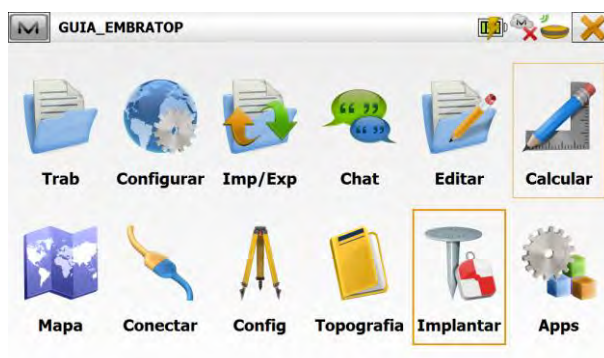 GUIA_EMBRATOP
Trab Configurar Imp/Exp Chat Editar Calcular
Mapa Conectar Config Topografia Implantar Apps